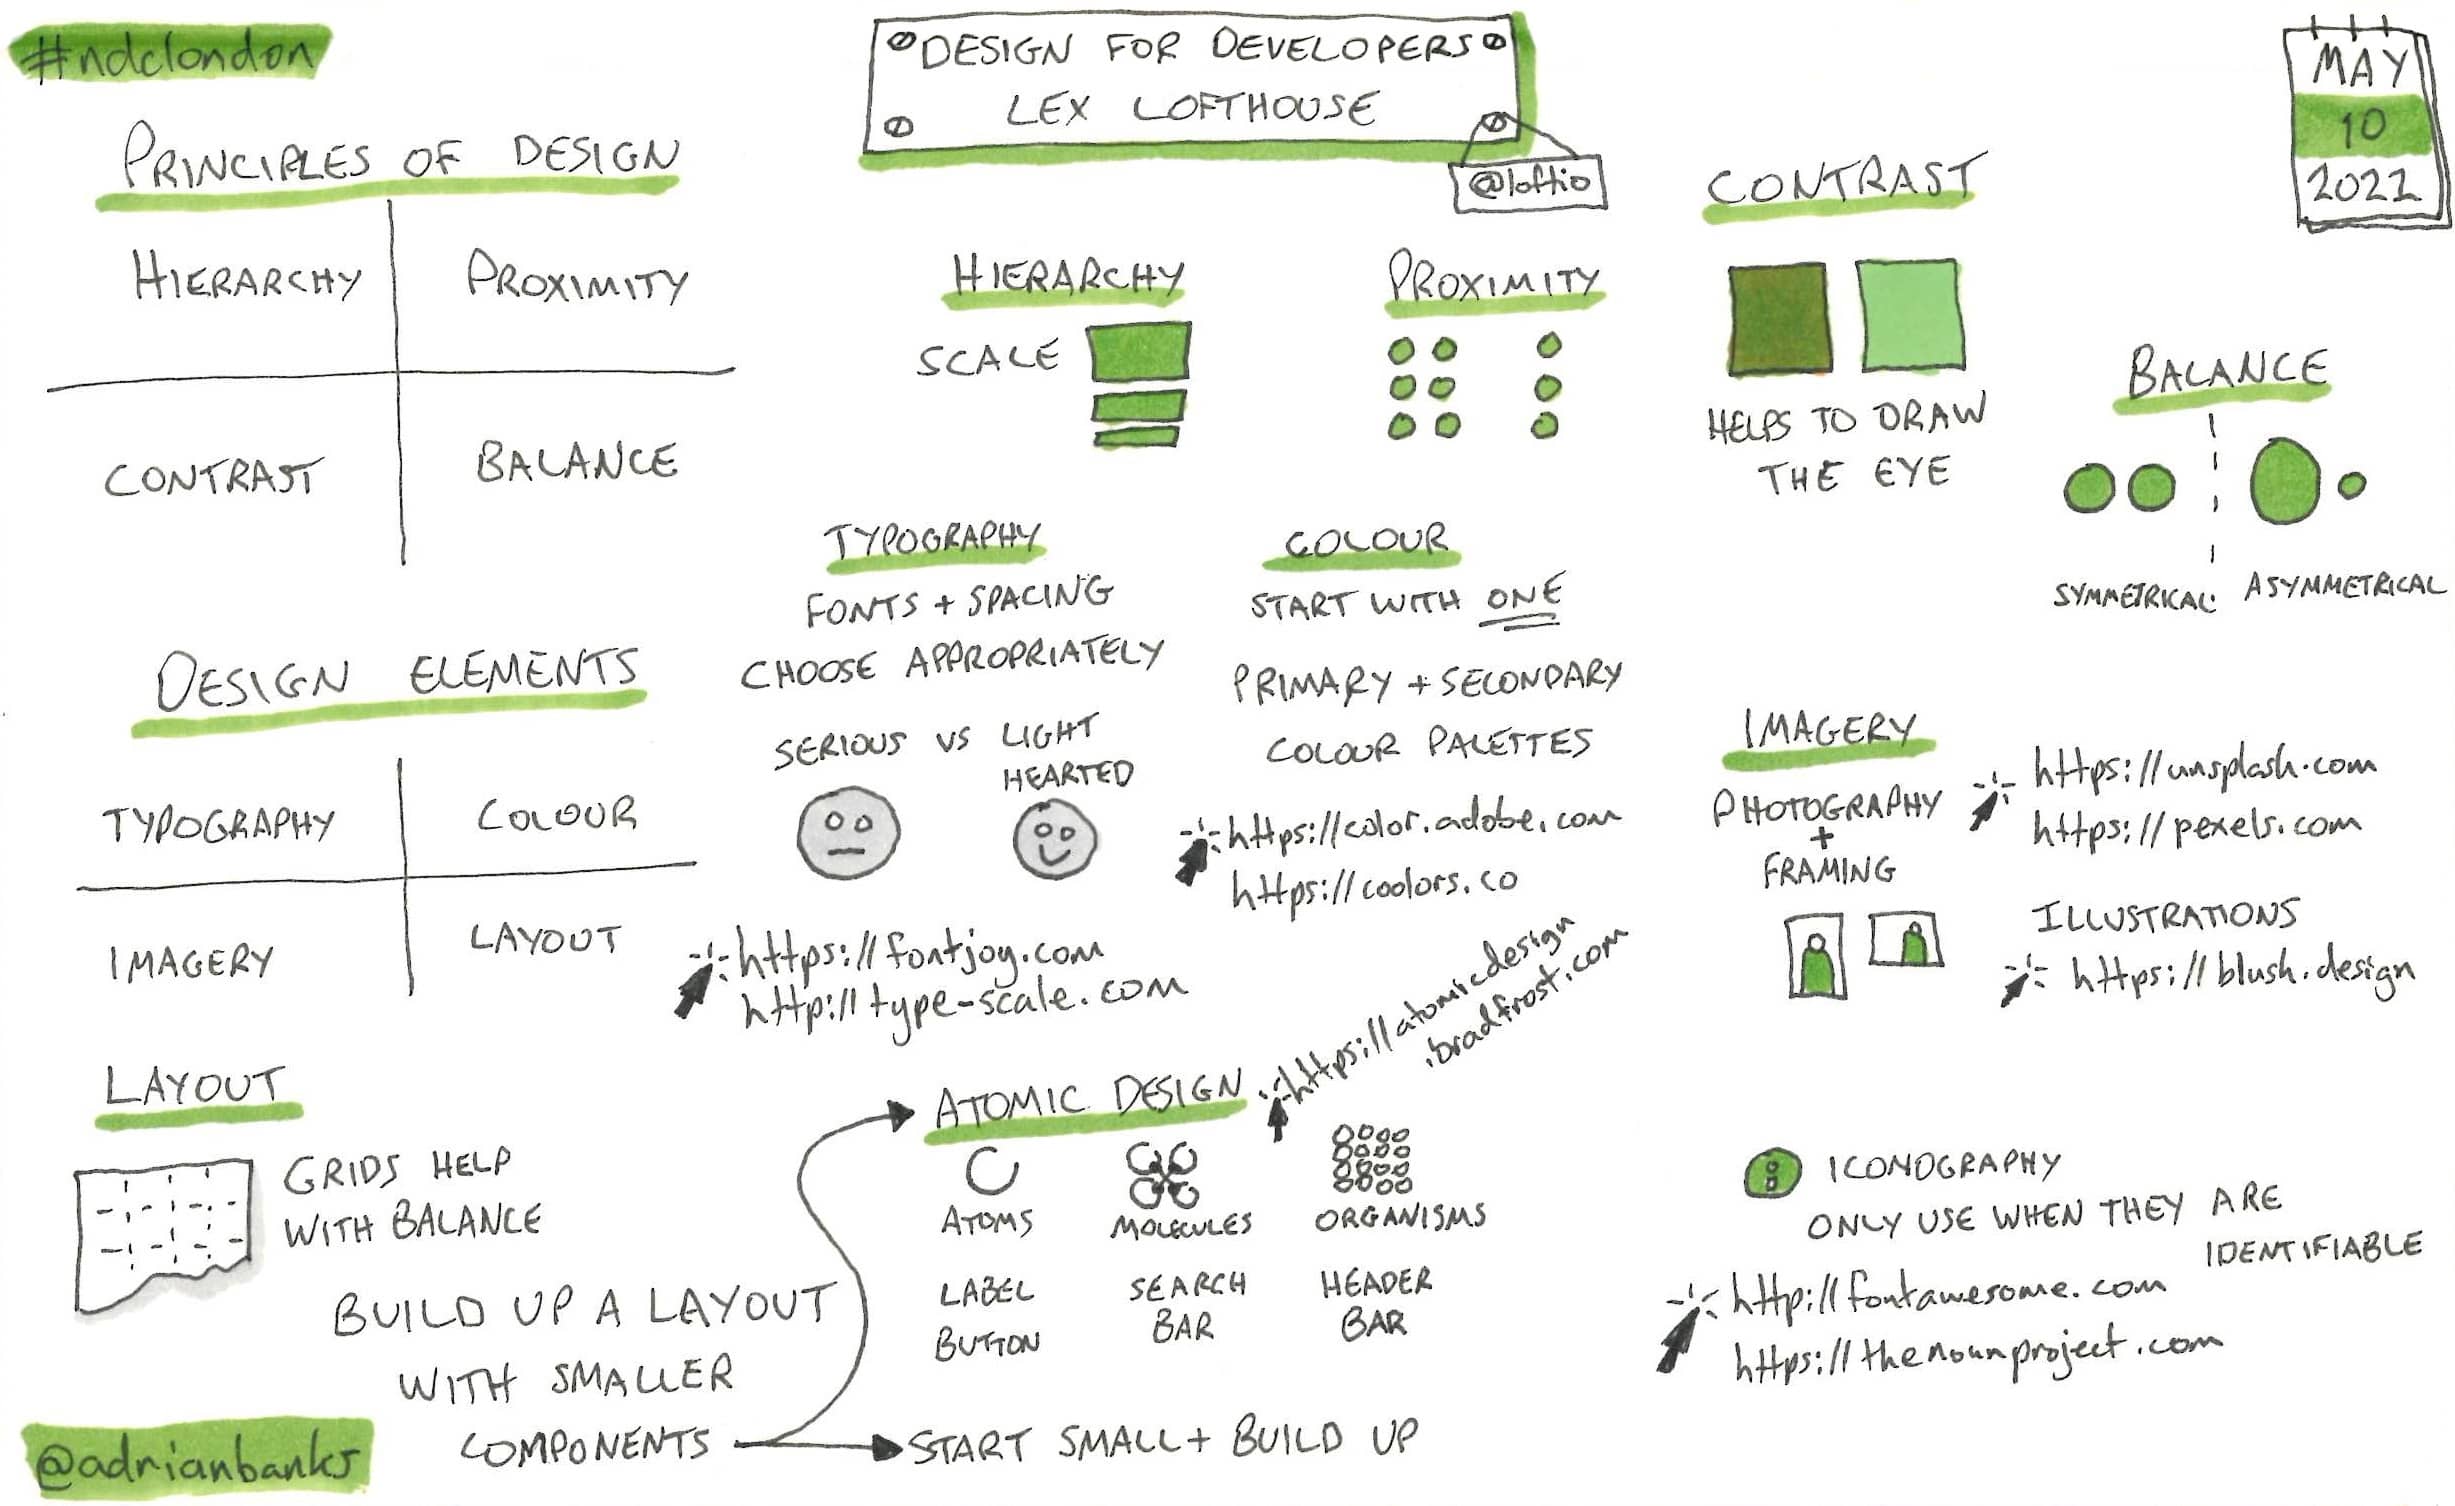 #ndclondon
DESIGN FOR DEVELOPERS
LEX LOFTHOUSE
@loftio
MAY
10
2022
PRINCIPLES OF DESIGN
HIERARCHY
PROXIMITY
CONTRAST
BALANCE
HIERARCHY
SCALE
PROXIMITY
CONTRAST
HELPS TO DRAW
THE EYE
BALANCE
SYMMETRICAL
ASYMMETRICAL
DESIGN ELEMENTS
TYPOGRAPHY
COLOUR
IMAGERY
LAYOUT
TYPOGRAPHY
FONTS + SPACING
CHOOSE APPROPRIATELY
SERIOUS VS LIGHT
HEARTED
https://fontjoy.com
http://type-scale.com
COLOUR
START WITH ONE
PRIMARY + SECONDARY
COLOUR PALETTES
https://color.adobe.com
https://coolors.co
IMAGERY
PHOTOGRAPHY
+
FRAMING
https://unsplash.com
https://pexels.com
ILLUSTRATIONS
https://blush.design
LAYOUT
GRIDS HELP
WITH BALANCE
BUILD UP A LAYOUT
WITH SMALLER
COMPONENTS
ATOMIC DESIGN
https://atomicdesign
.bradfrost.com
ATOMS
MOLECULES
ORGANISMS
LABEL
BUTTON
SEARCH
BAR
HEADER
BAR
START SMALL + BUILD UP
ICONOGRAPHY
ONLY USE WHEN THEY ARE
IDENTIFIABLE
http://fontawesome.com
https://thenounproject.com
@adrianbanks